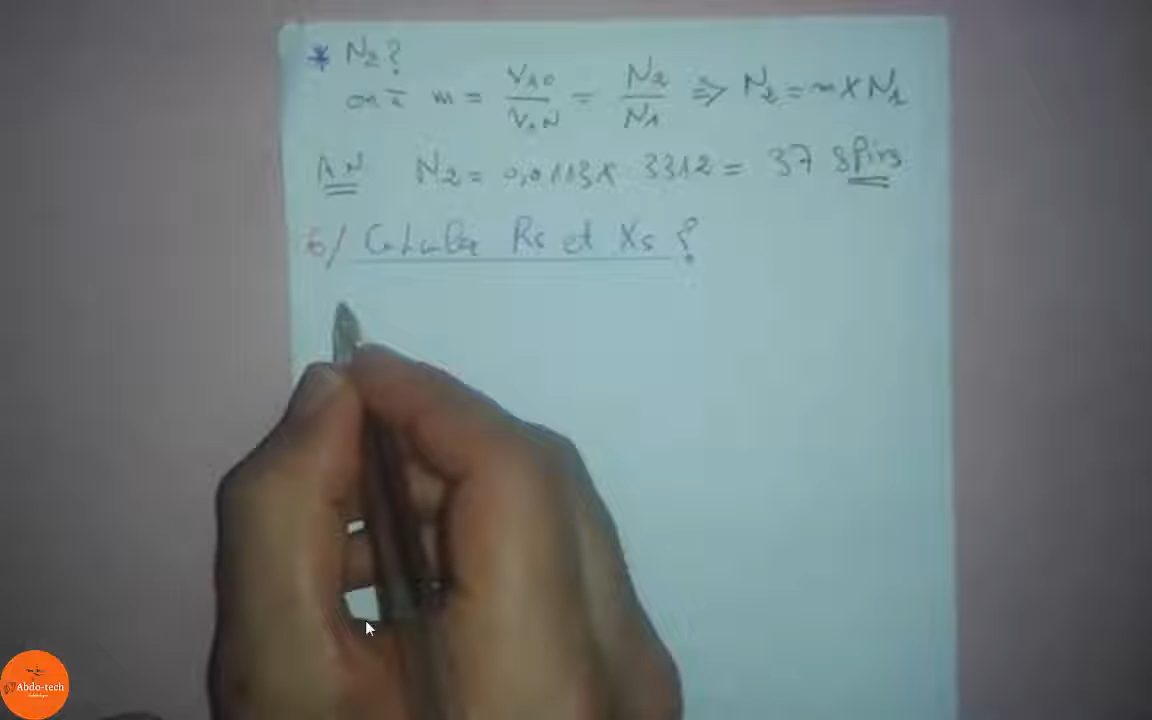 * N2?
on a m = V20/V1N = N2/N1 => N2 = m x N1
AN N2 = 0,0113 x 3312 = 37 Spirs
6/ Calculer Rs et Xs ?
Abdo-tech